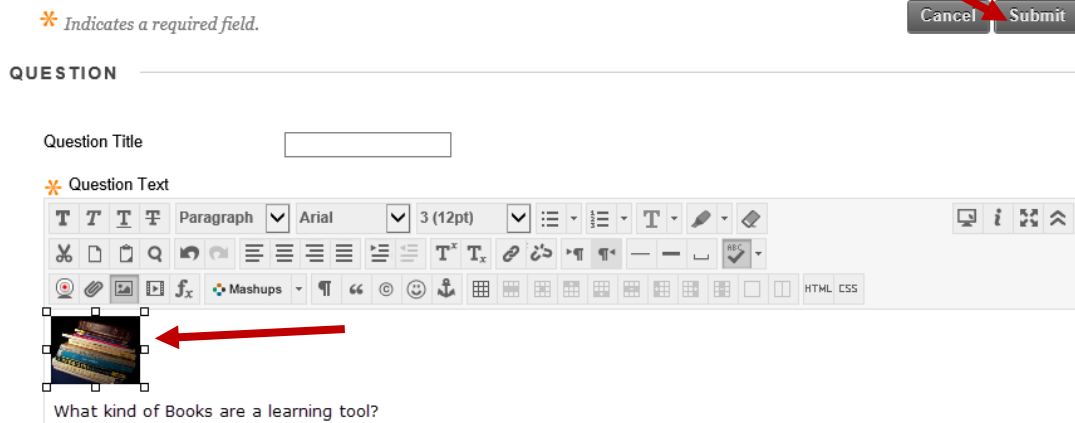 Indicates a required field.
Cancel Submit
QUESTION
Question Title
Question Text
T T T T Paragraph Arial 3 (12pt) T
ABC
Mashups HTML CSS
What kind of Books are a learning tool?